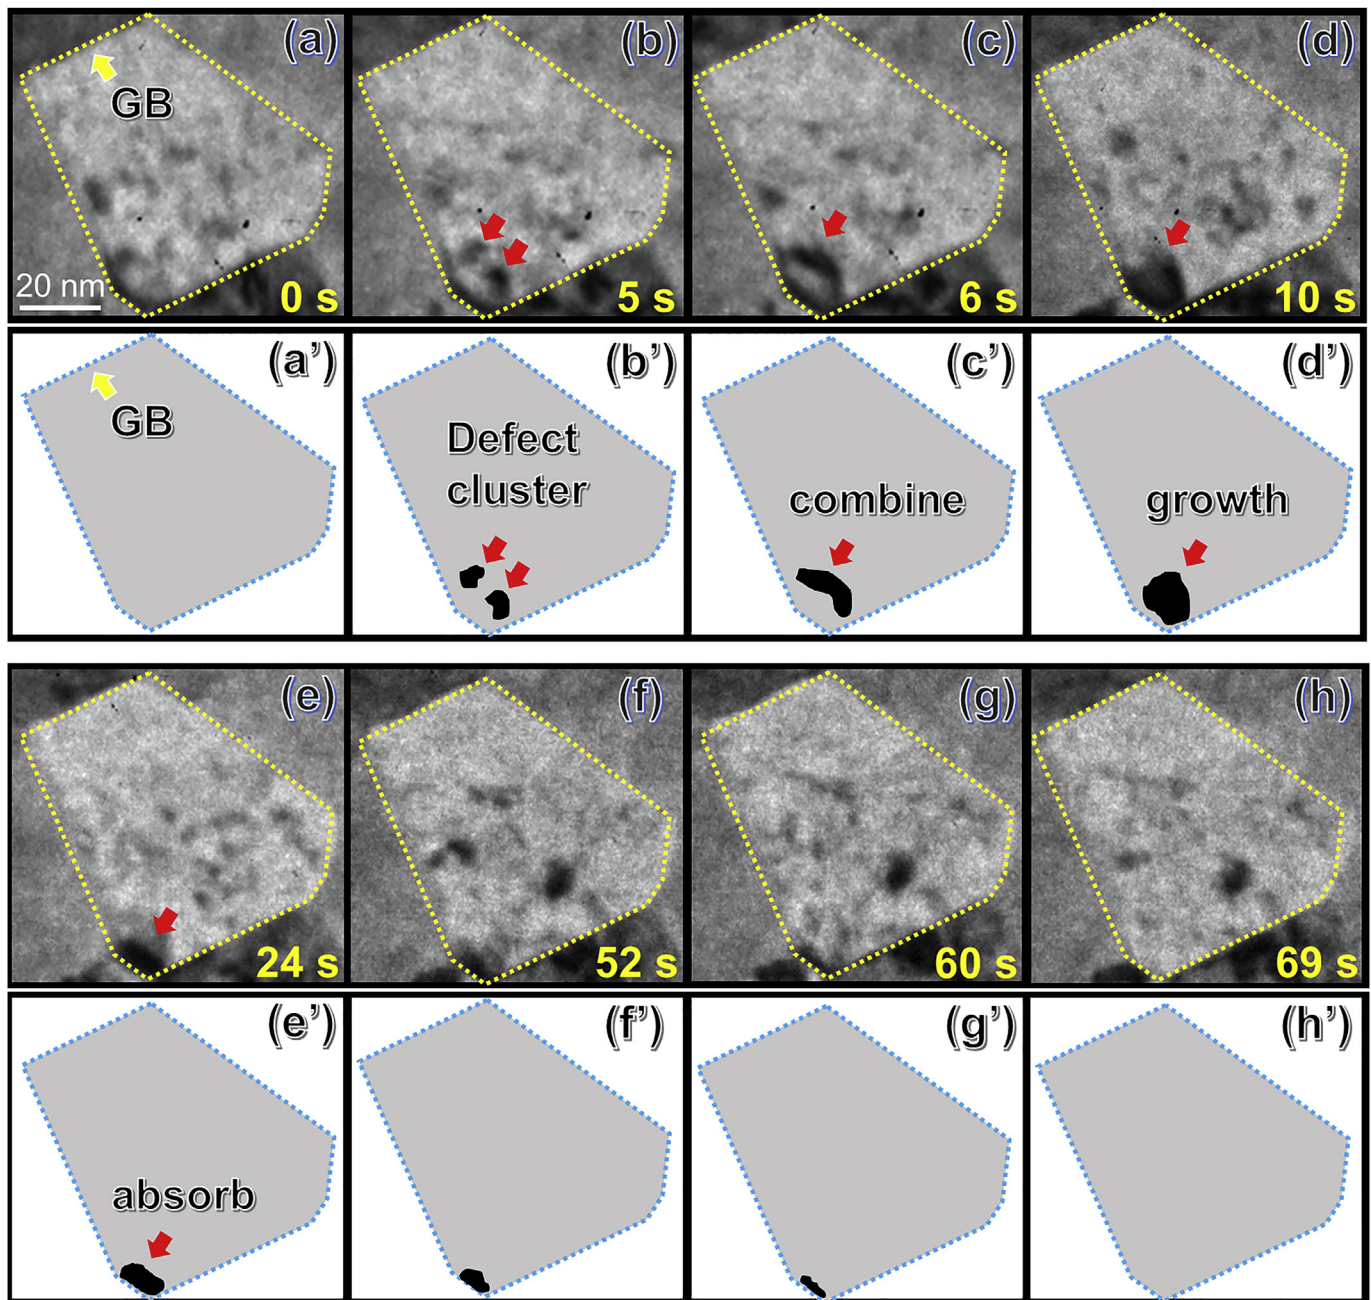 (a)
GB
20 nm
0 s
(b)
5 s
(c)
6 s
(d)
10 s
(a’)
GB
(b’)
Defect
cluster
(c’)
combine
(d’)
growth
(e)
24 s
(f)
52 s
(g)
60 s
(h)
69 s
(e’)
absorb
(f’)
(g’)
(h’)